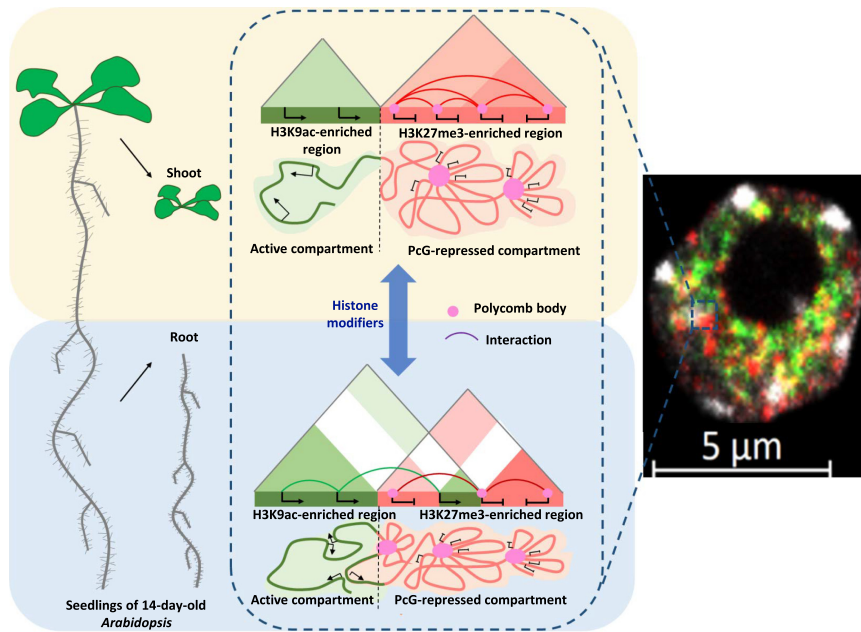 H3K9ac-enriched
region
H3K27me3-enriched region
Shoot
Active compartment
PcG-repressed compartment
Histone
modifiers
Polycomb body
Interaction
Root
5 µm
H3K9ac-enriched region
H3K27me3-enriched region
Active compartment
PcG-repressed compartment
Seedlings of 14-day-old
Arabidopsis